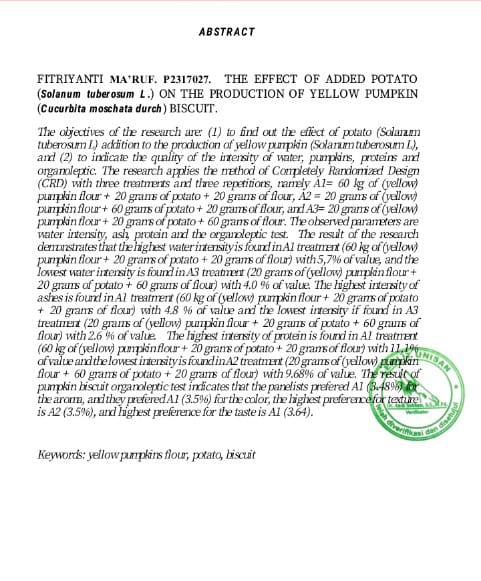 ABSTRACT
FITRIYANTI MA'RUF. P2317027. THE EFFECT OF ADDED POTATO
(Solanum tuberosum L.) ON THE PRODUCTION OF YELLOW PUMPKIN
(Cucurbita moschata durch) BISCUIT.
The objectives of the research are: (1) to find out the effect of potato (Solanum
tuberosum L) addition to the production of yellow pumpkin (Solanum tuberosum L),
and (2) to indicate the quality of the intensity of water, pumpkins, proteins and
organoleptic. The research applies the method of Completely Randomized Design
(CRD) with three treatments and three repetitions, namely A1= 60 kg of (yellow)
pumpkin flour + 20 grams of potato + 20 grams of flour, A2 = 20 grams of (yellow)
pumpkin flour + 60 grams of potato + 20 grams of flour, and A3= 20 grams of (yellow)
pumpkin flour + 20 grams of potato + 60 grams of flour. The observed parameters are
water intensity, ash, protein and the organoleptic test. The result of the research
demonstrates that the highest water intensity is found in A1 treatment (60 kg of (yellow)
pumpkin flour + 20 grams of potato + 20 grams of flour) with 5,7% of value, and the
lowest water intensity is found in A3 treatment (20 grams of (yellow) pumpkin flour +
20 grams of potato + 60 grams of flour) with 4.0 % of value. The highest intensity of
ashes is found in A1 treatment (60 kg of (yellow) pumpkin flour + 20 grams of potato
+ 20 grams of flour) with 4.8 % of value and the lowest intensity if found in A3
treatment (20 grams of (yellow) pumpkin flour + 20 grams of potato + 60 grams of
flour) with 2.6 % of value. The highest intensity of protein is found in A1 treatment
(60 kg of (yellow) pumpkin flour + 20 grams of potato + 20 grams of flour) with 11.1%
of value and the lowest intensity is found in A2 treatment (20 grams of (yellow) pumpkin
flour + 60 grams of potato + 20 grams of flour) with 9.68% of value. The result of
pumpkin biscuit organoleptic test indicates that the panelists prefered A1 (3.48%) for
the aroma, and they prefered A1 (3.5%) for the color, the highest preference for texture
is A2 (3.5%), and highest preference for the taste is A1 (3.64).
UNISAN
telah diverifikasi dan disetujui
Keywords: yellow pumpkins flour, potato, biscuit